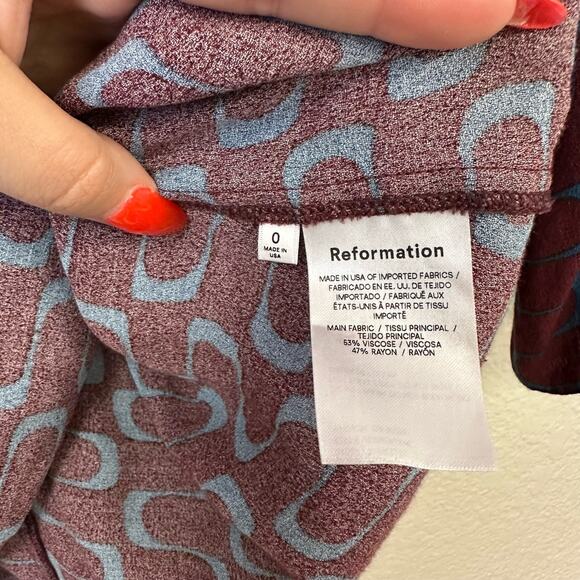 0
MADE IN
USA
Reformation
MADE IN USA OF IMPORTED FABRICS /
FABRICADO EN EE. UU. DE TEJIDO
IMPORTADO / FABRIQUÉ AUX
ÉTATS-UNIS À PARTIR DE TISSU
IMPORTÉ
MAIN FABRIC / TISSU PRINCIPAL /
TEJIDO PRINCIPAL
53% VISCOSE / VISCOSA
47% RAYON / RAYÓN